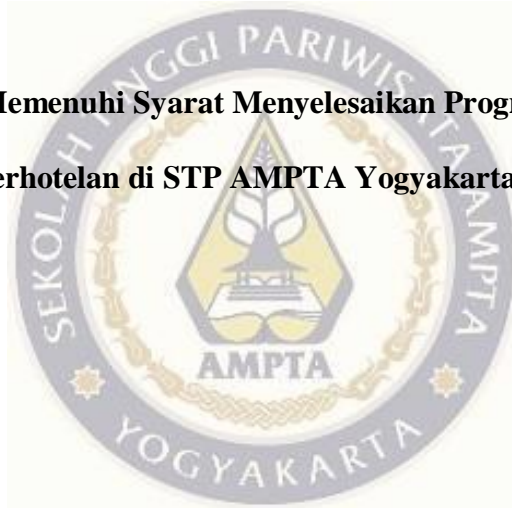 Memenuhi Syarat Menyelesaikan Progr
erhotelan di STP AMPTA Yogyakarta
SEKOLAH TINGGI PARIWISATA AMPTA
AMPTA
YOGYAKARTA